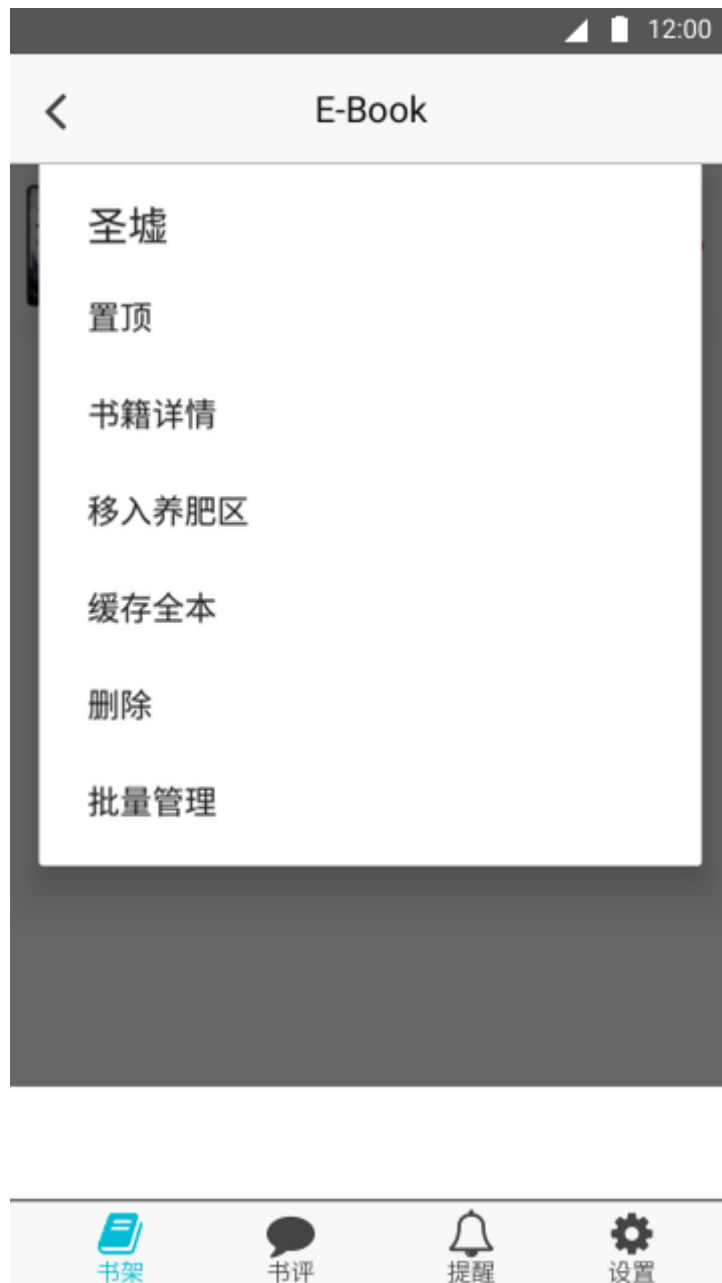 12:00
E-Book
圣墟
置顶
书籍详情
移入养肥区
缓存全本
删除
批量管理
书架 书评 提醒 设置